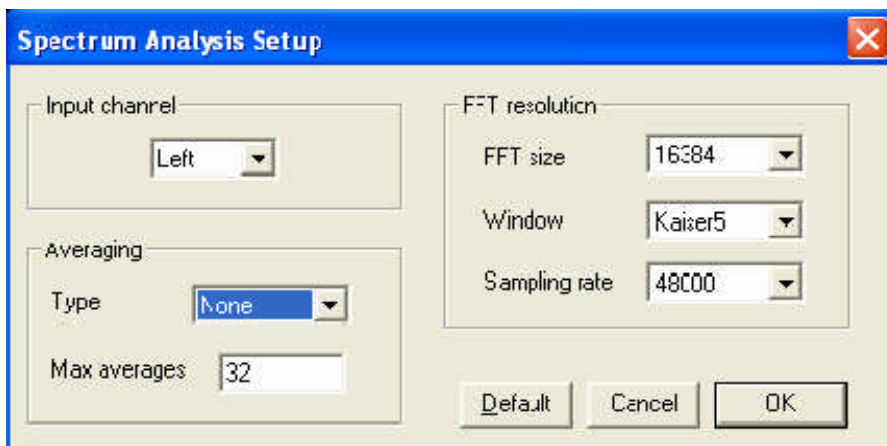 Spectrum Analysis Setup
Input channel
Left
Averaging
Type
None
Max averages
32
FFT resolution
FFT size
16384
Window
Kaiser5
Sampling rate
48000
Default
Cancel
OK